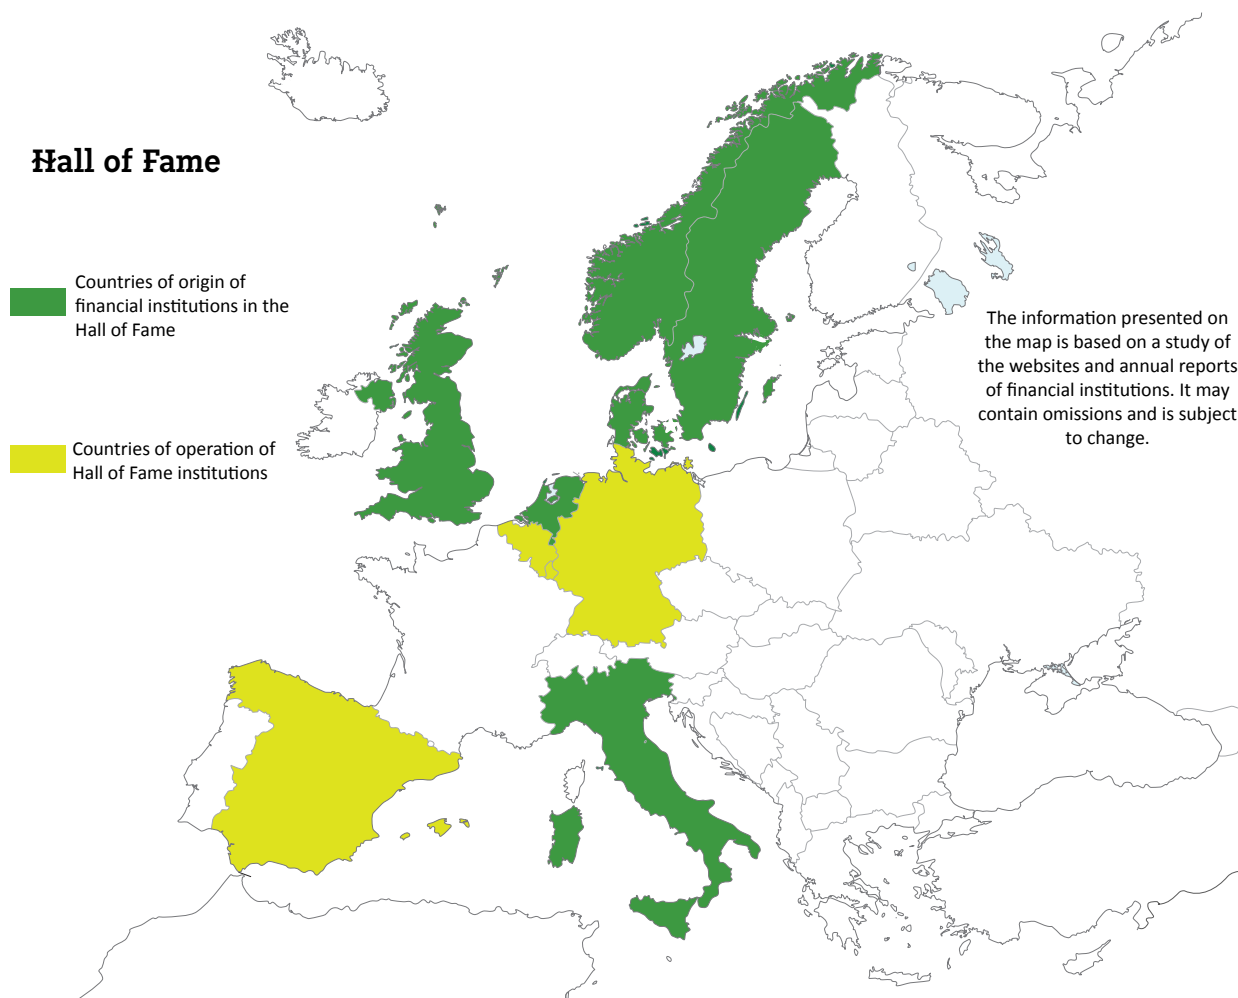 Hall of Fame
Countries of origin of
financial institutions in the
Hall of Fame
Countries of operation of
Hall of Fame institutions
The information presented on
the map is based on a study of
the websites and annual reports
of financial institutions. It may
contain omissions and is subject
to change.